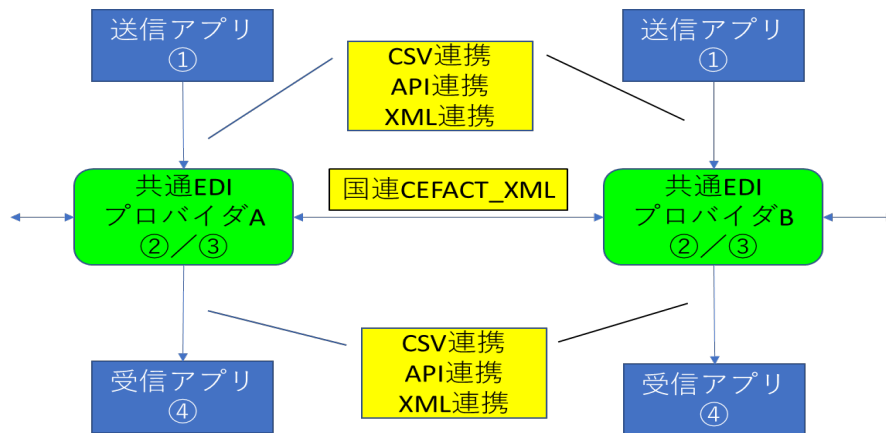 送信アプリ
①
CSV連携
API連携
XML連携
送信アプリ
①
共通EDI
プロバイダA
②／③
国連CEFACT_XML
共通EDI
プロバイダB
②／③
受信アプリ
④
CSV連携
API連携
XML連携
受信アプリ
④